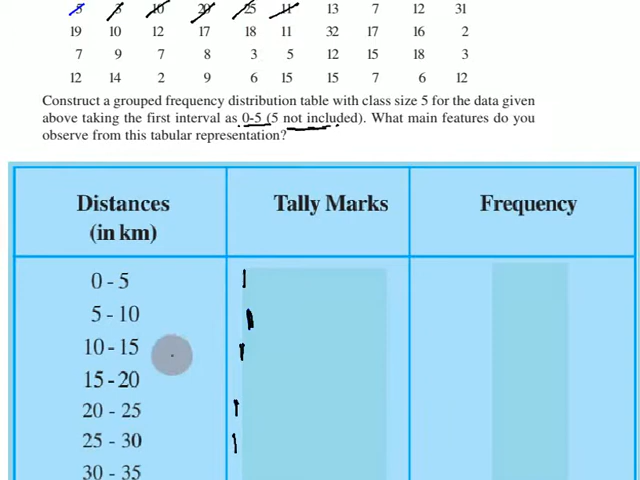 5 3 10 20 25 11 13 7 12 31
19 10 12 17 18 11 32 17 16 2
7 9 7 8 3 5 12 15 18 3
12 14 2 9 6 15 15 7 6 12
Construct a grouped frequency distribution table with class size 5 for the data given
above taking the first interval as 0-5 (5 not included). What main features do you
observe from this tabular representation?
Distances (in km) Tally Marks Frequency
0 - 5
5 - 10
10 - 15
15 - 20
20 - 25
25 - 30
30 - 35